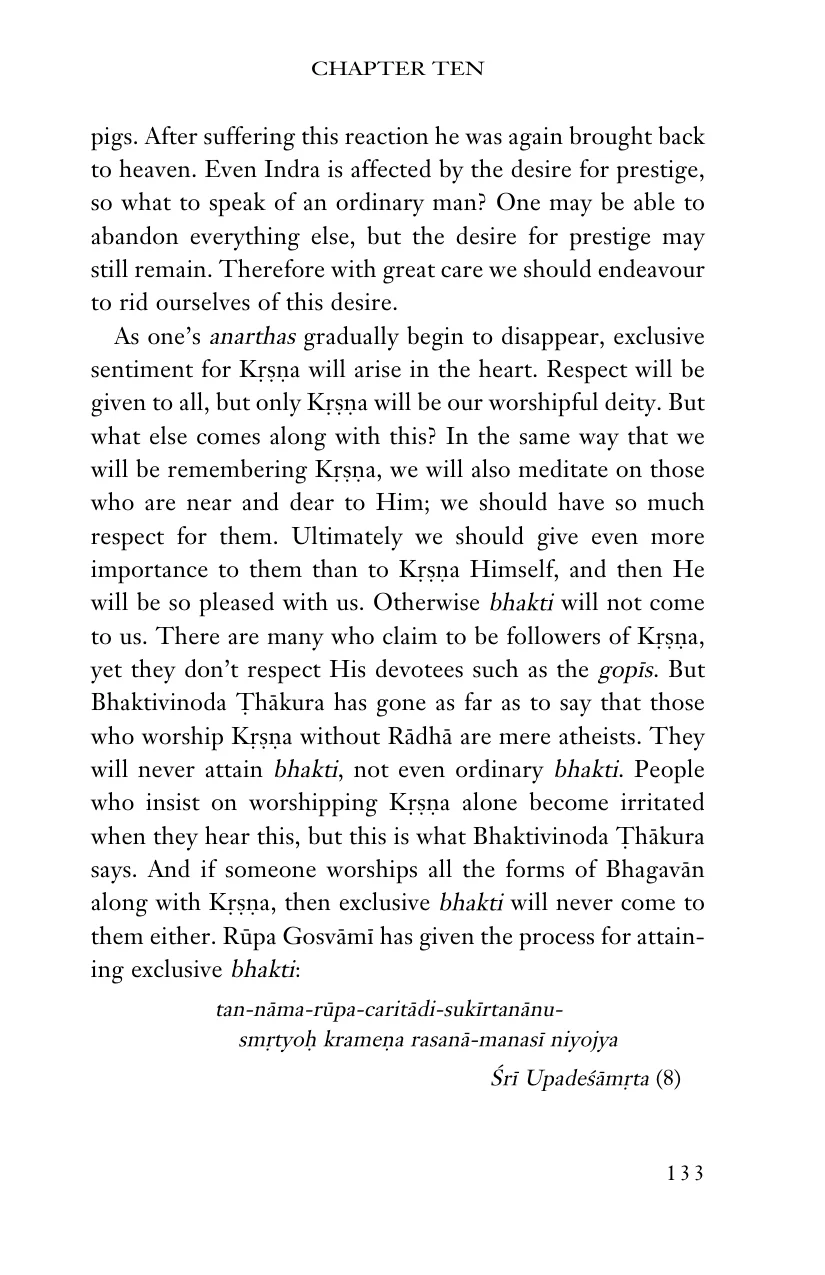 CHAPTER TEN
pigs. After suffering this reaction he was again brought back
to heaven. Even Indra is affected by the desire for prestige,
so what to speak of an ordinary man? One may be able to
abandon everything else, but the desire for prestige may
still remain. Therefore with great care we should endeavour
to rid ourselves of this desire.
As one’s anarthas gradually begin to disappear, exclusive
sentiment for Kṛṣṇa will arise in the heart. Respect will be
given to all, but only Kṛṣṇa will be our worshipful deity. But
what else comes along with this? In the same way that we
will be remembering Kṛṣṇa, we will also meditate on those
who are near and dear to Him; we should have so much
respect for them. Ultimately we should give even more
importance to them than to Kṛṣṇa Himself, and then He
will be so pleased with us. Otherwise bhakti will not come
to us. There are many who claim to be followers of Kṛṣṇa,
yet they don’t respect His devotees such as the gopīs. But
Bhaktivinoda Ṭhākura has gone as far as to say that those
who worship Kṛṣṇa without Rādhā are mere atheists. They
will never attain bhakti, not even ordinary bhakti. People
who insist on worshipping Kṛṣṇa alone become irritated
when they hear this, but this is what Bhaktivinoda Ṭhākura
says. And if someone worships all the forms of Bhagavān
along with Kṛṣṇa, then exclusive bhakti will never come to
them either. Rūpa Gosvāmī has given the process for attain-
ing exclusive bhakti:
tan-nāma-rūpa-caritādi-sukīrtanānu-
smṛtyoḥ krameṇa rasanā-manasī niyojya
Śrī Upadeśāmṛta (8)
133